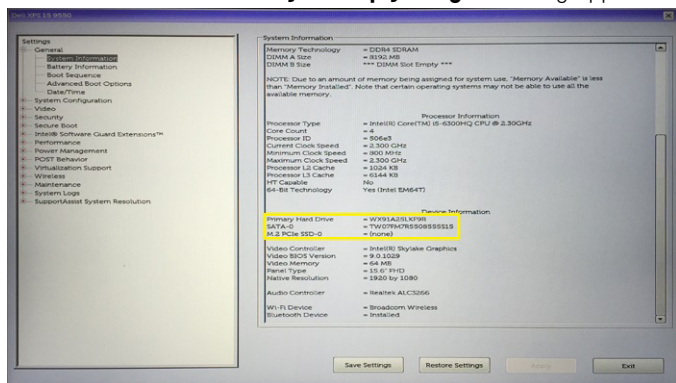 Dell XPS 15 9550
Settings
General
System Information
Battery Information
Boot Sequence
Advanced Boot Options
Date/Time
System Configuration
Video
Security
Secure Boot
Intel® Software Guard Extensions™
Performance
Power Management
POST Behavior
Virtualization Support
Wireless
Maintenance
System Logs
SupportAssist System Resolution
System Information
Memory Technology = DDR4 SDRAM
DIMM A Size = 8192 MB
DIMM B Size *** DIMM Slot Empty ***
NOTE: Due to an amount of memory being assigned for system use, "Memory Available" is less
than "Memory Installed". Note that certain operating systems may not be able to use all the
available memory.
Processor Information
Processor Type = Intel(R) Core(TM) i5-6300HQ CPU @ 2.30GHz
Core Count = 4
Processor ID = 506e3
Current Clock Speed = 2.300 GHz
Minimum Clock Speed = 800 MHz
Maximum Clock Speed = 2.300 GHz
Processor L2 Cache = 1024 KB
Processor L3 Cache = 6144 KB
HT Capable No
64-Bit Technology Yes (Intel EM64T)
Device Information
Primary Hard Drive
SATA-0
M.2 PCIe SSD-0 = (none)
Video Controller = Intel(R) Skylake Graphics
Video BIOS Version = 9.0.1029
Video Memory = 64 MB
Panel Type = 15.6" FHD
Native Resolution = 1920 by 1080
Audio Controller = Realtek ALC3266
Wi-Fi Device = Broadcom Wireless
Bluetooth Device = Installed
Save Settings
Restore Settings
Apply
Exit